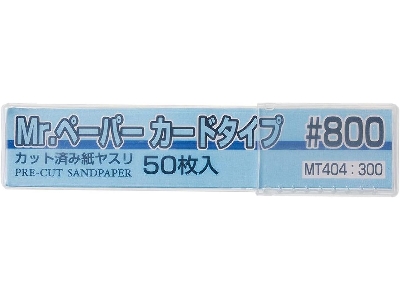 Mr.ペーパー カードタイプ #800
カット済み紙ヤスリ 50枚入
PRE-CUT SANDPAPER MT404:300